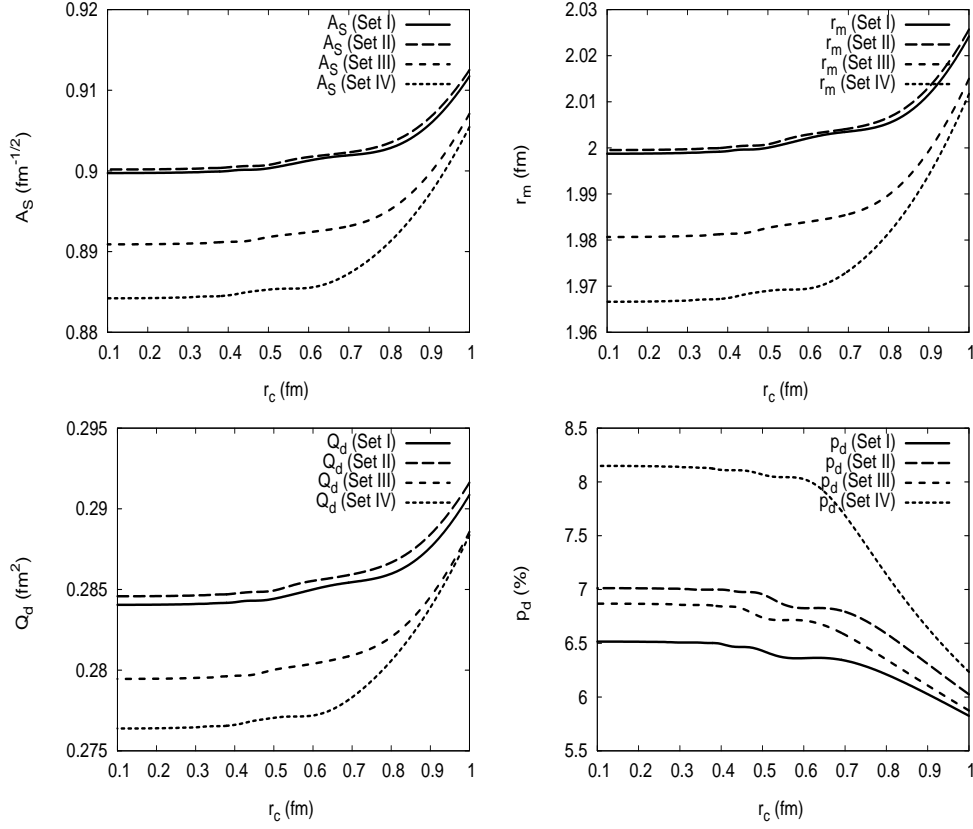 0.92
0.91
0.9
0.89
0.88
A_S (fm^-1/2)
A_S (Set I)
A_S (Set II)
A_S (Set III)
A_S (Set IV)
0.1 0.2 0.3 0.4 0.5 0.6 0.7 0.8 0.9 1
r_c (fm)
2.03
2.02
2.01
2
1.99
1.98
1.97
1.96
r_m (fm)
r_m (Set I)
r_m (Set II)
r_m (Set III)
r_m (Set IV)
0.1 0.2 0.3 0.4 0.5 0.6 0.7 0.8 0.9 1
r_c (fm)
0.295
0.29
0.285
0.28
0.275
Q_d (fm^2)
Q_d (Set I)
Q_d (Set II)
Q_d (Set III)
Q_d (Set IV)
0.1 0.2 0.3 0.4 0.5 0.6 0.7 0.8 0.9 1
r_c (fm)
8.5
8
7.5
7
6.5
6
5.5
p_d (%)
p_d (Set I)
p_d (Set II)
p_d (Set III)
p_d (Set IV)
0.1 0.2 0.3 0.4 0.5 0.6 0.7 0.8 0.9 1
r_c (fm)